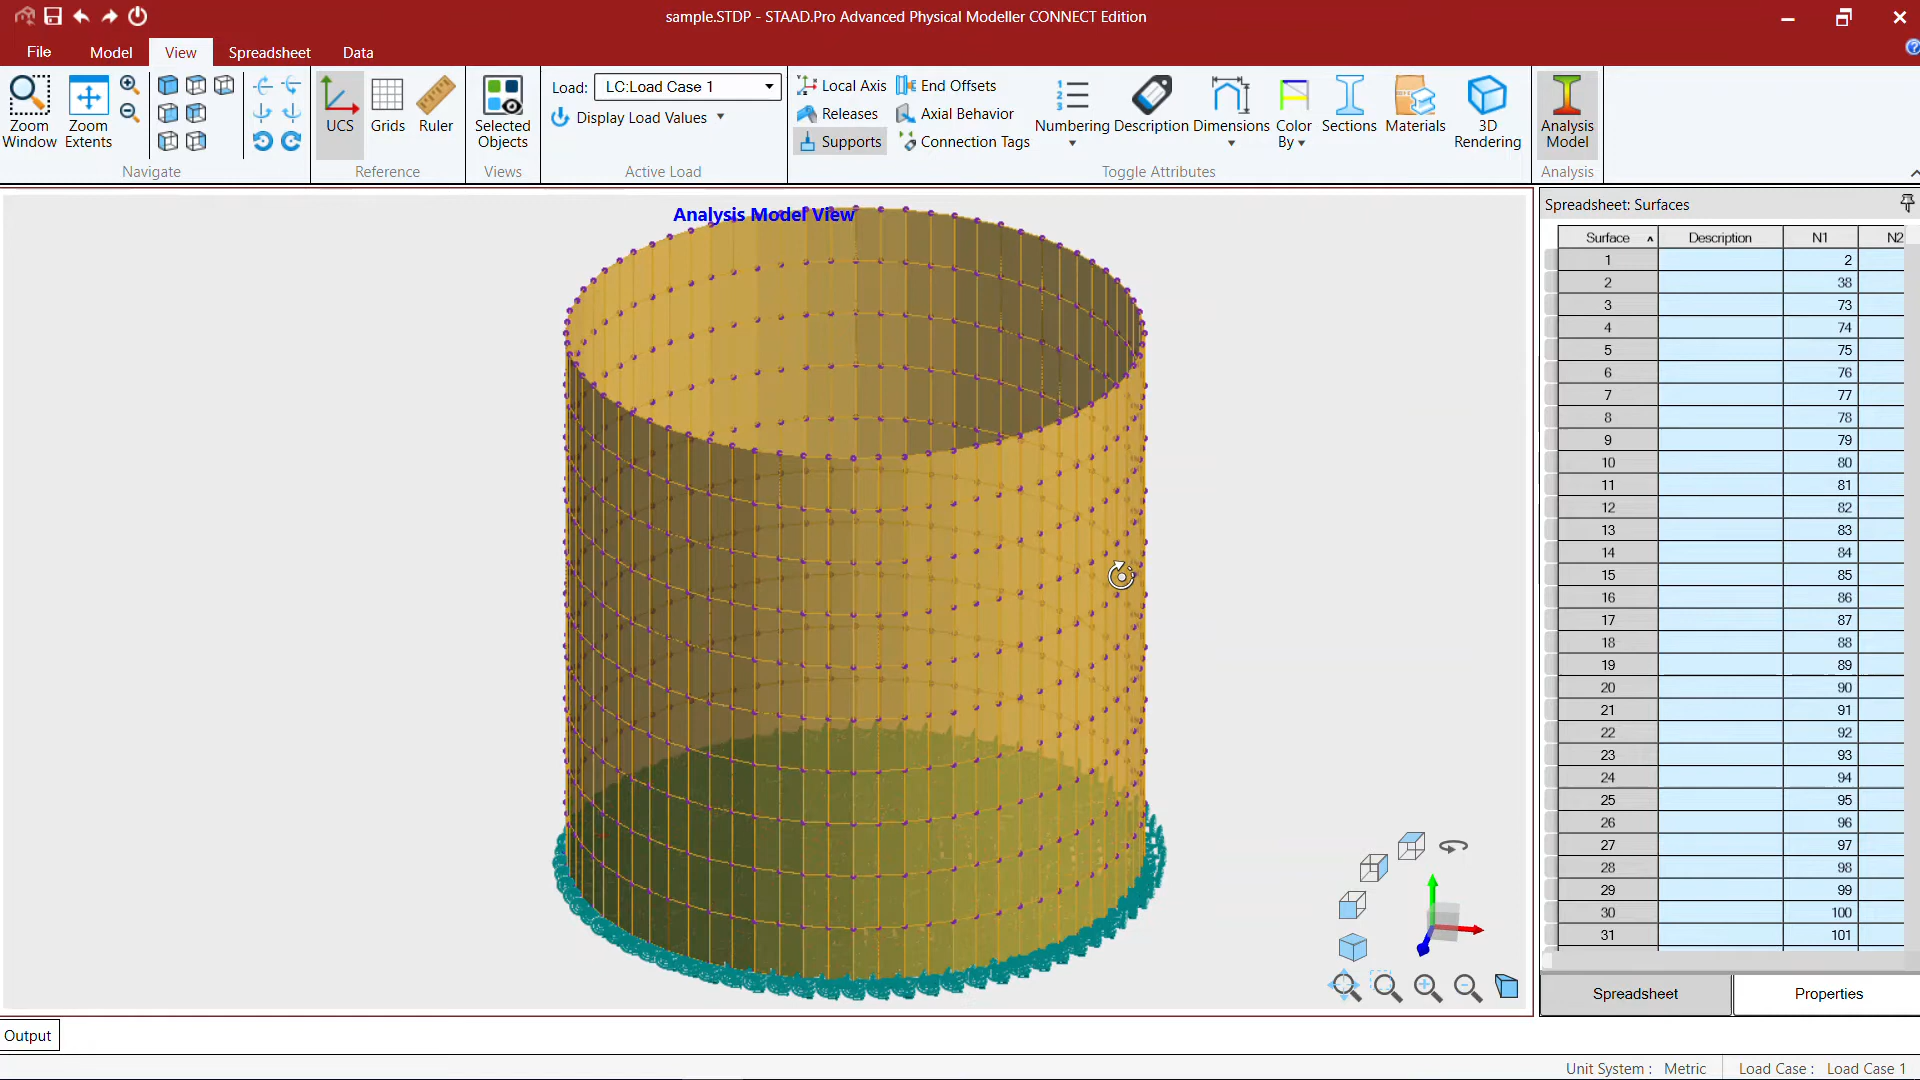 sample.STDP - STAAD.Pro Advanced Physical Modeller CONNECT Edition
File Model View Spreadsheet Data
Zoom Window
Zoom Extents
Navigate
UCS
Grids
Ruler
Reference
Selected Objects
Views
Load: LC:Load Case 1
Display Load Values
Active Load
Local Axis
Releases
Supports
End Offsets
Axial Behavior
Connection Tags
Numbering
Description
Dimensions
Color By
Sections
Materials
3D Rendering
Toggle Attributes
Analysis Model
Analysis
Analysis Model View
Spreadsheet: Surfaces
Surface Description N1 N2
1 2
2 38
3 73
4 74
5 75
6 76
7 77
8 78
9 79
10 80
11 81
12 82
13 83
14 84
15 85
16 86
17 87
18 88
19 89
20 90
21 91
22 92
23 93
24 94
25 95
26 96
27 97
28 98
29 99
30 100
31 101
Spreadsheet Properties
Output
Unit System : Metric Load Case : Load Case 1